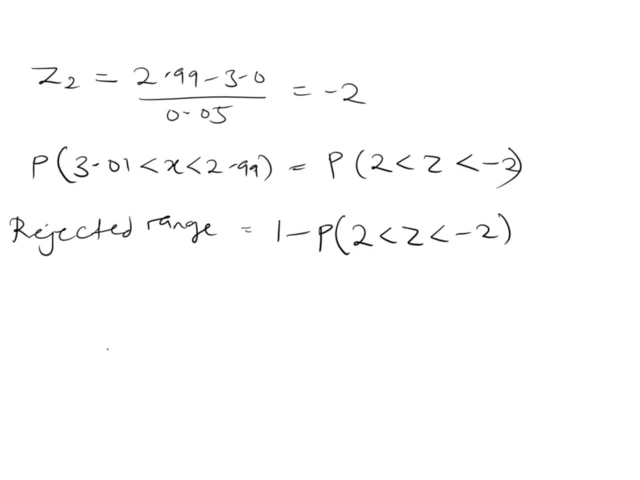 Z₂ = 2.99-3.0 / 0.05 = -2
P(3.01<x<2.99) = P(2<Z<-2)
Rejected range = 1-P(2<Z<-2)